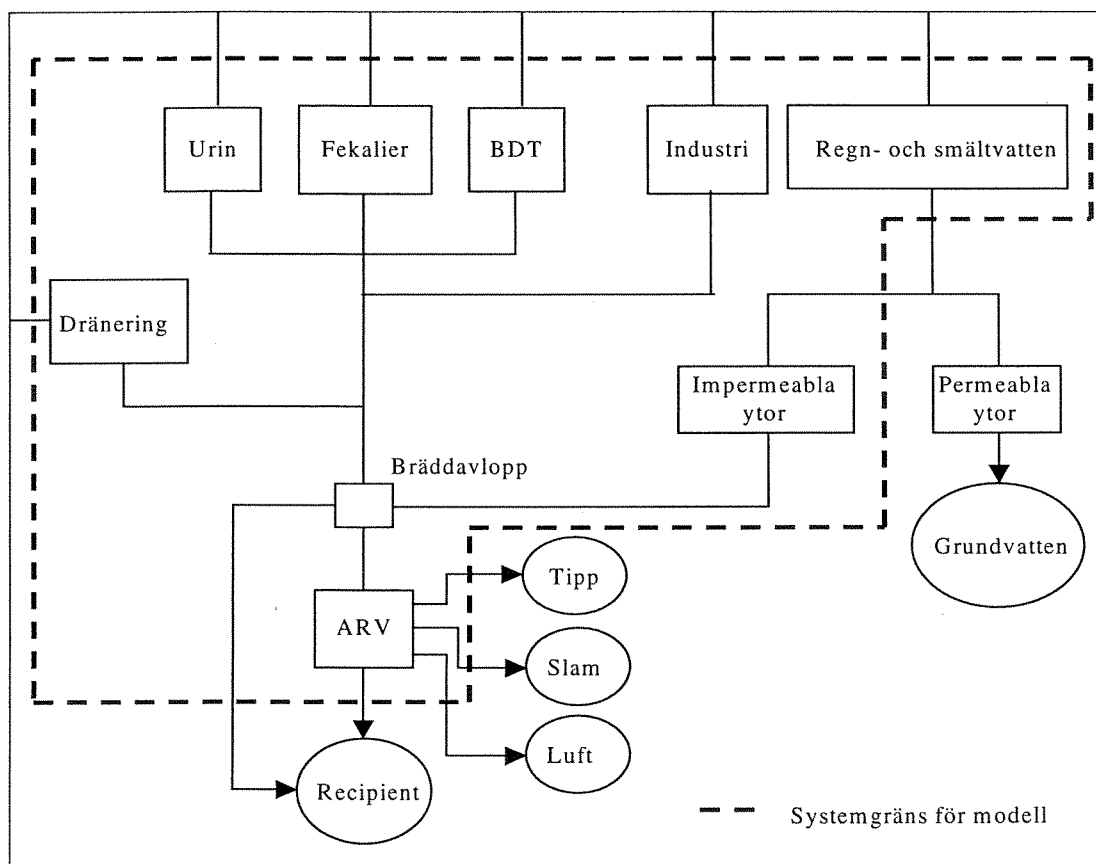 Urin
Fekalier
BDT
Industri
Regn- och smältvatten
Dränering
Impermeabla
ytor
Permeabla
ytor
Bräddavlopp
Grundvatten
Tipp
ARV
Slam
Luft
Recipient
Systemgräns för modell